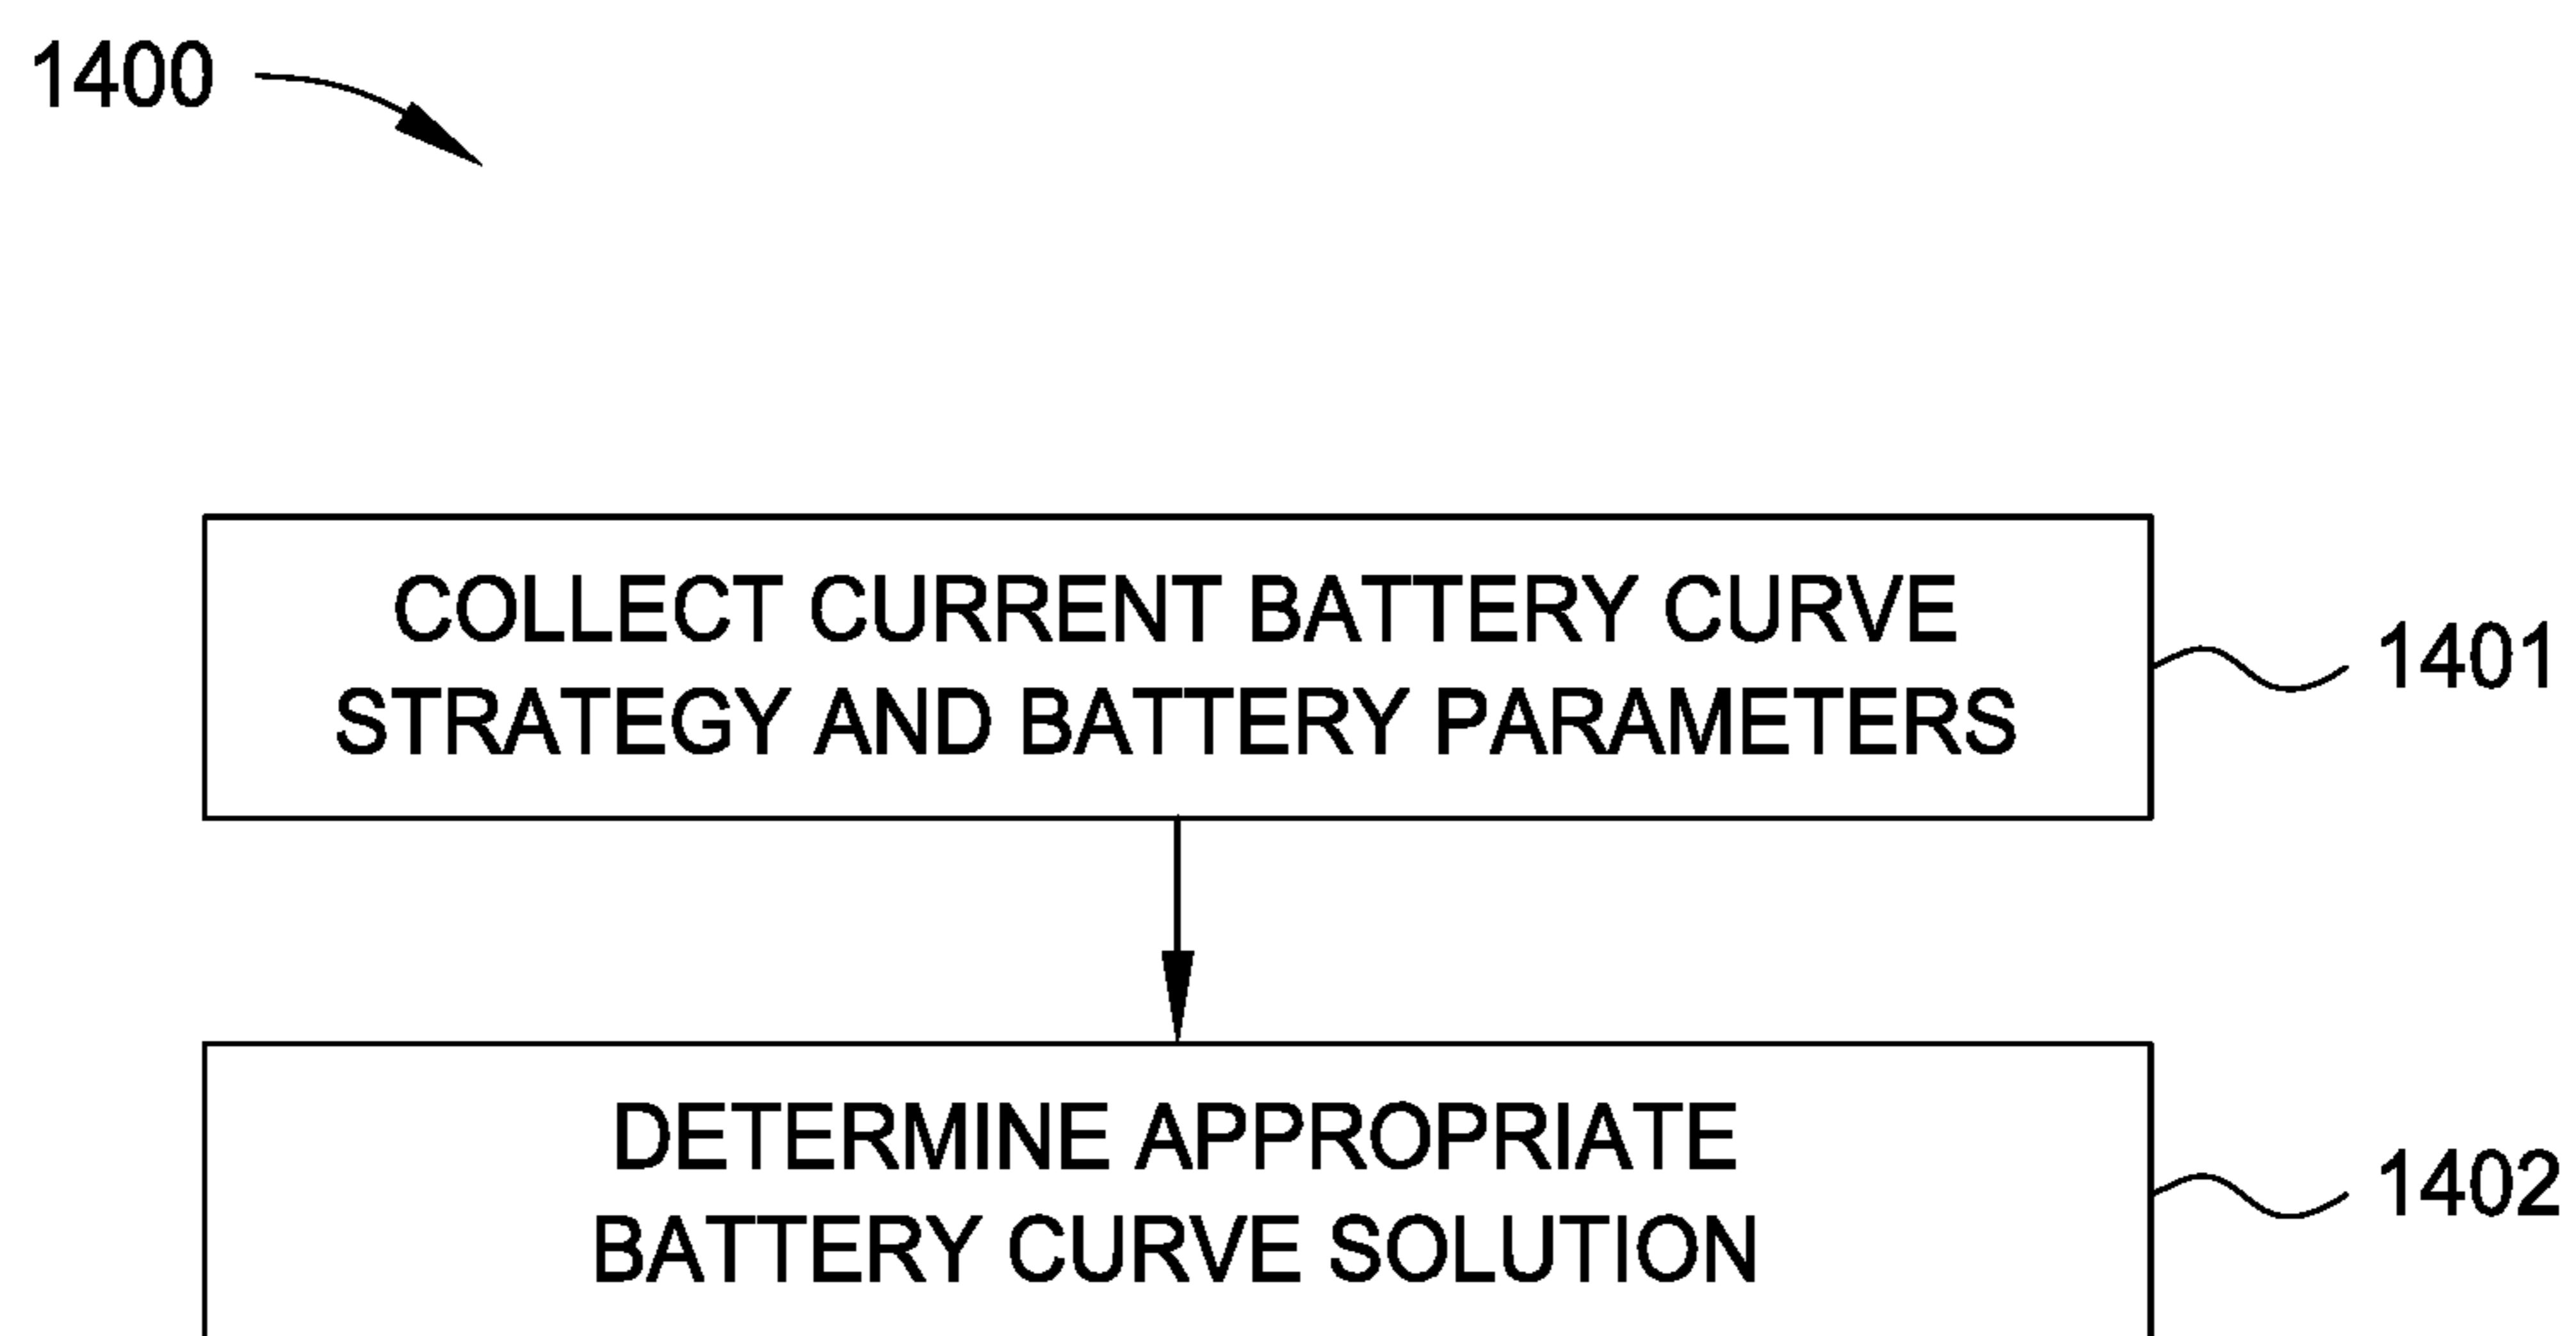 1400
COLLECT CURRENT BATTERY CURVE
STRATEGY AND BATTERY PARAMETERS
1401
DETERMINE APPROPRIATE
BATTERY CURVE SOLUTION
1402